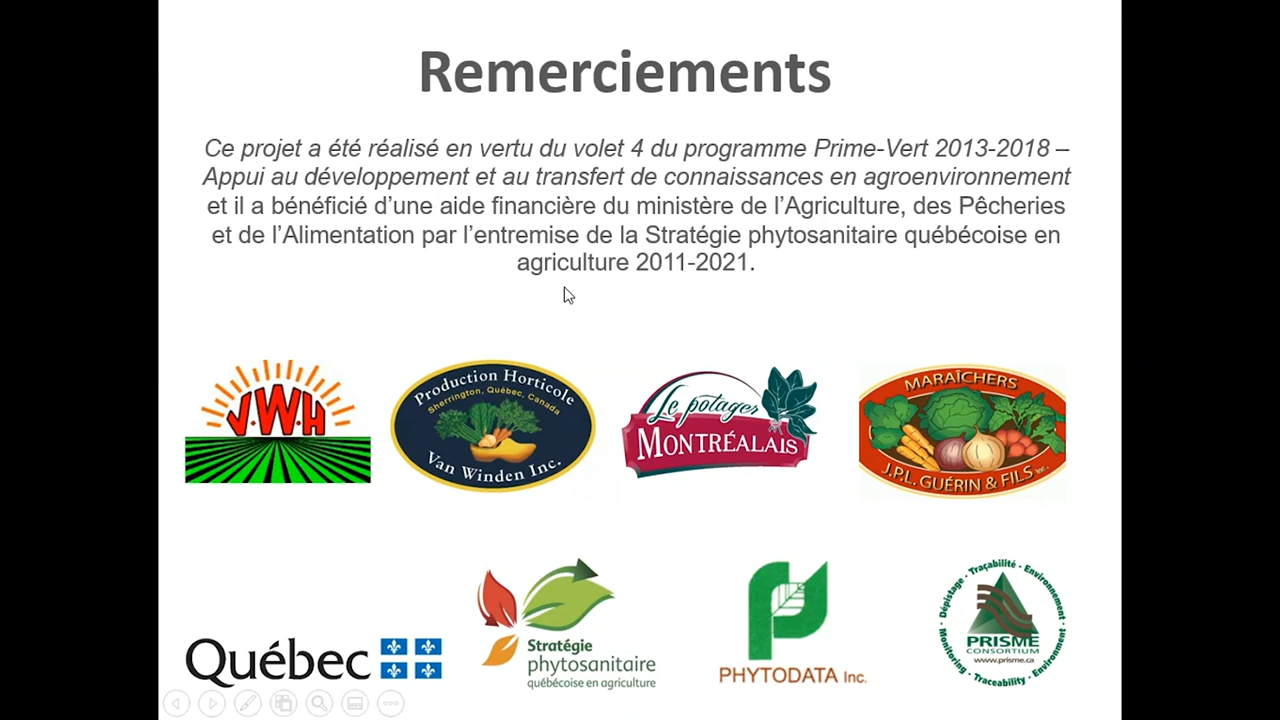 Remerciements
Ce projet a été réalisé en vertu du volet 4 du programme Prime-Vert 2013-2018 –
Appui au développement et au transfert de connaissances en agroenvironnement
et il a bénéficié d’une aide financière du ministère de l’Agriculture, des Pêcheries
et de l’Alimentation par l’entremise de la Stratégie phytosanitaire québécoise en
agriculture 2011-2021.
V.W.H
Production Horticole
Sherrington, Québec, Canada
Van Winden Inc.
Le potager
MONTRÉALAIS
MARAÎCHERS
J.P.L. GUÉRIN & FILS inc.
Québec
Stratégie
phytosanitaire
québécoise en agriculture
PHYTODATA Inc.
Dépistage - Traçabilité - Environnement
PRISME
CONSORTIUM
www.prisme.ca
Monitoring - Traceability - Environment